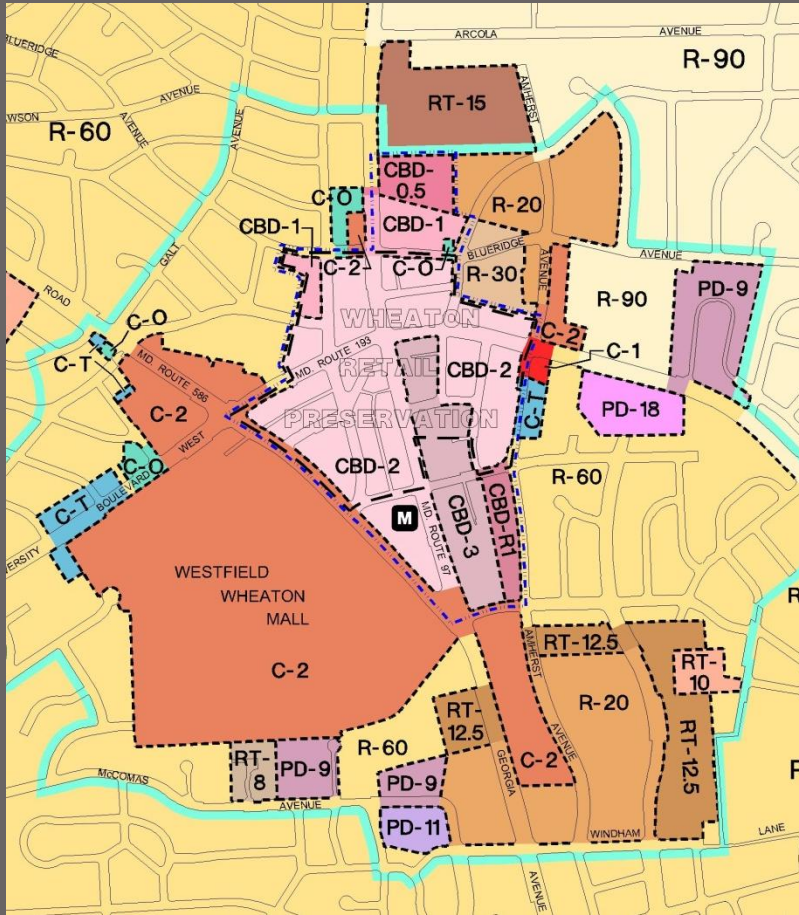 ARCOLA AVENUE
R-90
BLUERIDGE
AVENUE
RT-15
AMHERST
AVENUE
R-60
AVENUE
CBD-
0.5
C-O
R-20
CBD-1
CBD-1
GALT
C-2
C-O
BLUERIDGE
AVENUE
AVENUE
R-30
R-90
PD-9
ROAD
WHEATON
C-2
C-O
MD. ROUTE 193
C-1
RETAIL
CBD-2
C-T
MD. ROUTE 586
C-T
PD-18
C-2
PRESERVATION
WEST
CBD-2
C-O
R-60
BOULEVARD
C-T
M
CBD-3
CBD-R1
MD. ROUTE 97
WESTFIELD
WHEATON
MALL
AMHERST
RT-12.5
RT-
10
C-2
R-20
RT-
12.5
RT-12.5
R-60
AVENUE
RT-
8
PD-9
C-2
GEORGIA
McCOMAS
PD-9
AVENUE
PD-11
WINDHAM
LANE
AVENUE